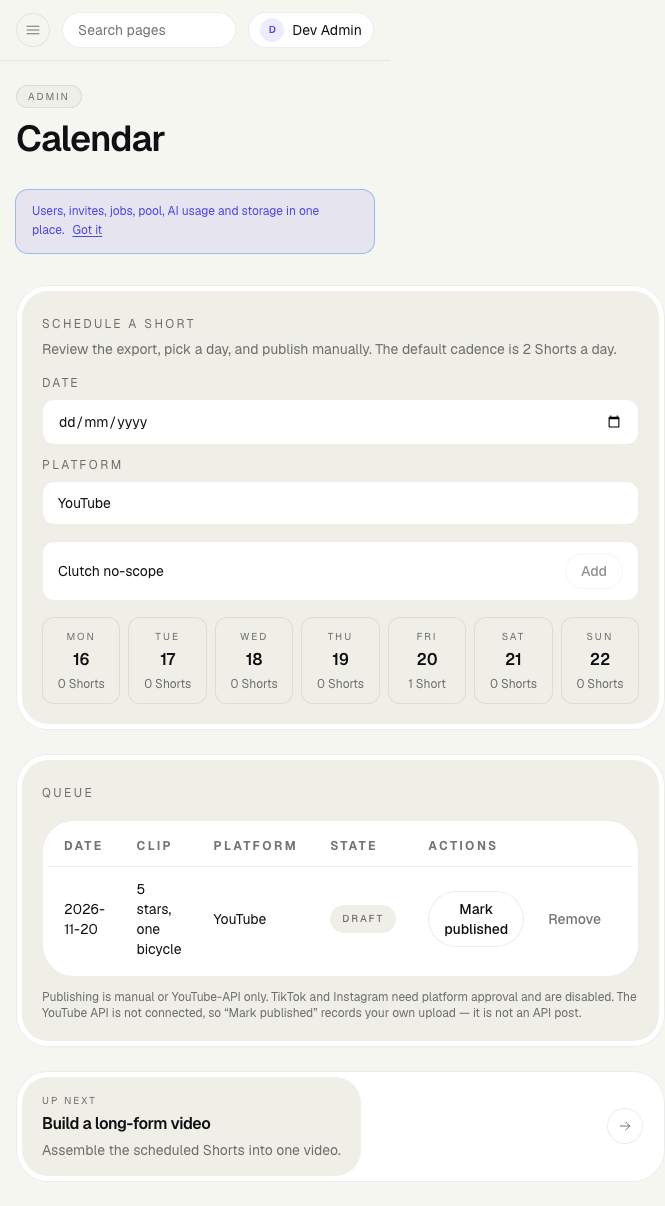 Search pages
D
Dev Admin
ADMIN
Calendar
Users, invites, jobs, pool, AI usage and storage in one
place. Got it
SCHEDULE A SHORT
Review the export, pick a day, and publish manually. The default cadence is 2 Shorts a day.
DATE
dd/mm/yyyy
PLATFORM
YouTube
Clutch no-scope
Add
MON TUE WED THU FRI SAT SUN
16 17 18 19 20 21 22
0 Shorts 0 Shorts 0 Shorts 0 Shorts 1 Short 0 Shorts 0 Shorts
QUEUE
DATE CLIP PLATFORM STATE ACTIONS
2026-
11-20
5
stars,
one
bicycle
YouTube
DRAFT
Mark
published
Remove
Publishing is manual or YouTube-API only. TikTok and Instagram need platform approval and are disabled. The
YouTube API is not connected, so “Mark published” records your own upload — it is not an API post.
UP NEXT
Build a long-form video
Assemble the scheduled Shorts into one video.